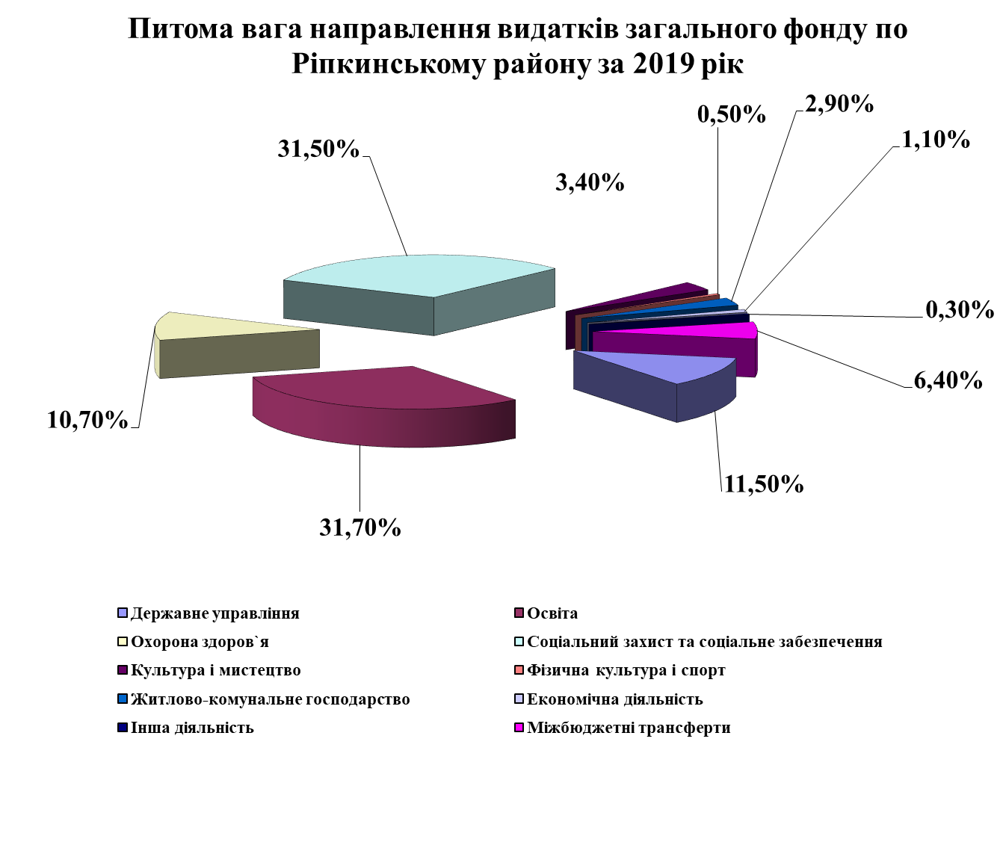 Питома вага направлення видатків загального фонду по
Ріпкинському району за 2019 рік
2,90%
0,50%
1,10%
31,50%
3,40%
0,30%
6,40%
10,70%
11,50%
31,70%
Державне управління
Освіта
Охорона здоров`я
Соціальний захист та соціальне забезпечення
Культура і мистецтво
Фізична культура і спорт
Житлово-комунальне господарство
Економічна діяльність
Інша діяльність
Міжбюджетні трансферти